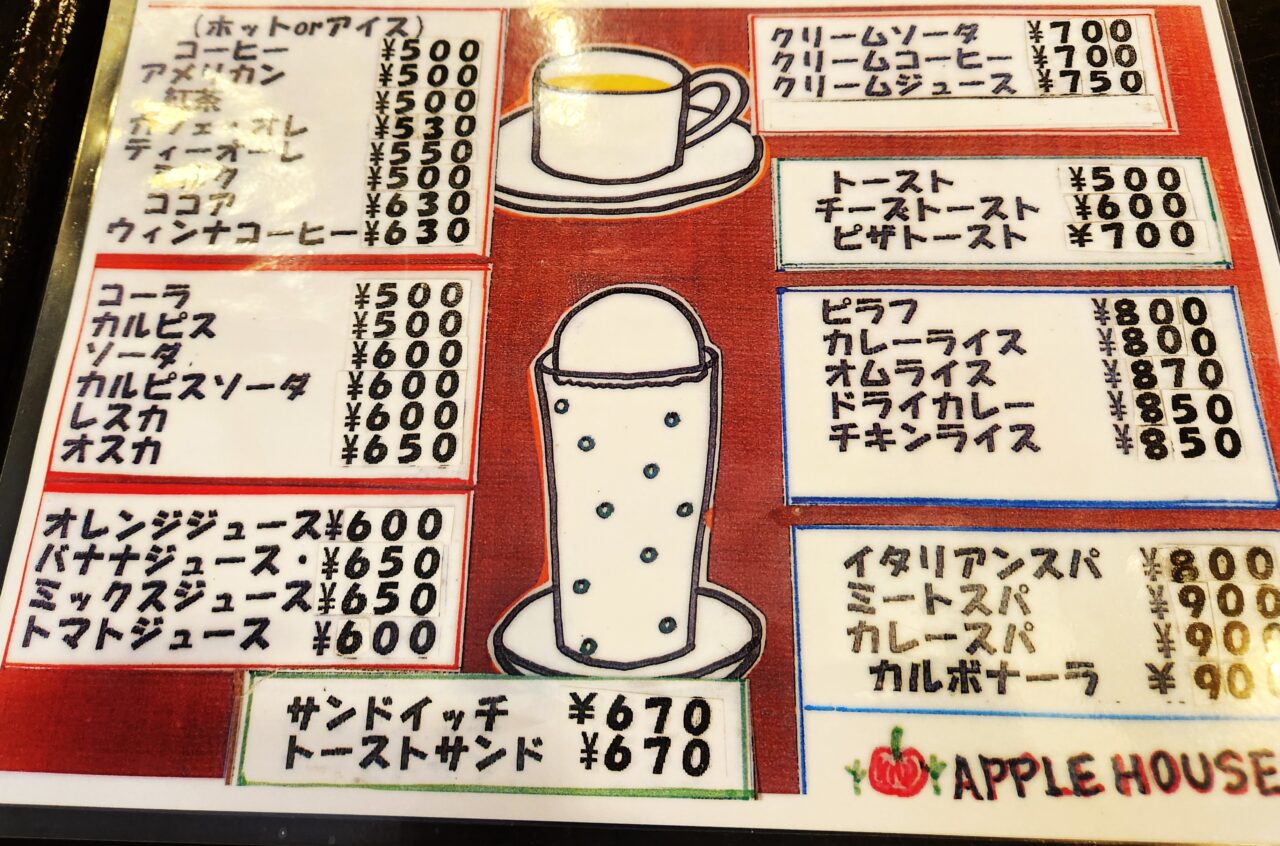 (ホットorアイス)
コーヒー ¥500
アメリカン ¥500
紅茶 ¥500
カフェ・オレ ¥530
ティーオーレ ¥550
¥500
ココア ¥630
ウィンナコーヒー ¥630
コーラ ¥500
カルピス ¥500
ソーダ ¥600
カルピスソーダ ¥600
レスカ ¥600
オスカ ¥650
オレンジジュース ¥600
バナナジュース・ ¥650
ミックスジュース ¥650
トマトジュース ¥600
サンドイッチ ¥670
トーストサンド ¥670
クリームソーダ ¥700
クリームコーヒー ¥700
クリームジュース ¥750
トースト ¥500
チーズトースト ¥600
ピザトースト ¥700
ピラフ ¥800
カレーライス ¥800
オムライス ¥870
ドライカレー ¥850
チキンライス ¥850
イタリアンスパ ¥800
ミートスパ ¥900
カレースパ ¥900
カルボナーラ ¥900
APPLE HOUSE